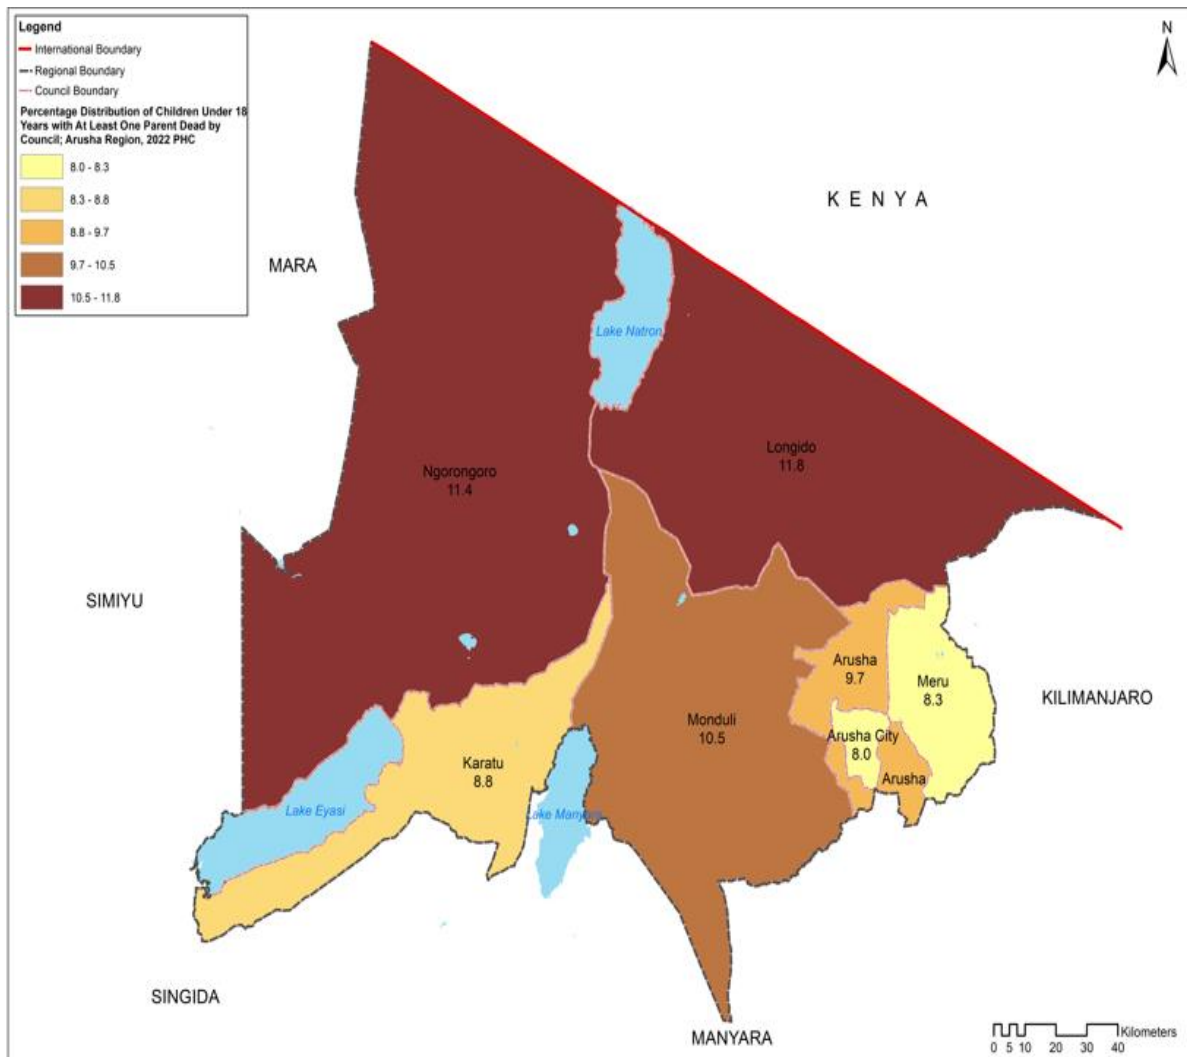 Legend
International Boundary
Regional Boundary
Council Boundary
Percentage Distribution of Children Under 18
Years with At Least One Parent Dead by
Council; Arusha Region, 2022 PHC
8.0 - 8.3
8.3 - 8.8
8.8 - 9.7
9.7 - 10.5
10.5 - 11.8
N
KENYA
MARA
Lake Natron
Longido
11.8
Ngorongoro
11.4
SIMIYU
Arusha
9.7
Meru
8.3
KILIMANJARO
Monduli
10.5
Arusha City
8.0
Karatu
8.8
Arusha
Lake Eyasi
Lake Manyara
SINGIDA
MANYARA
Kilometers
0 5 10 20 30 40